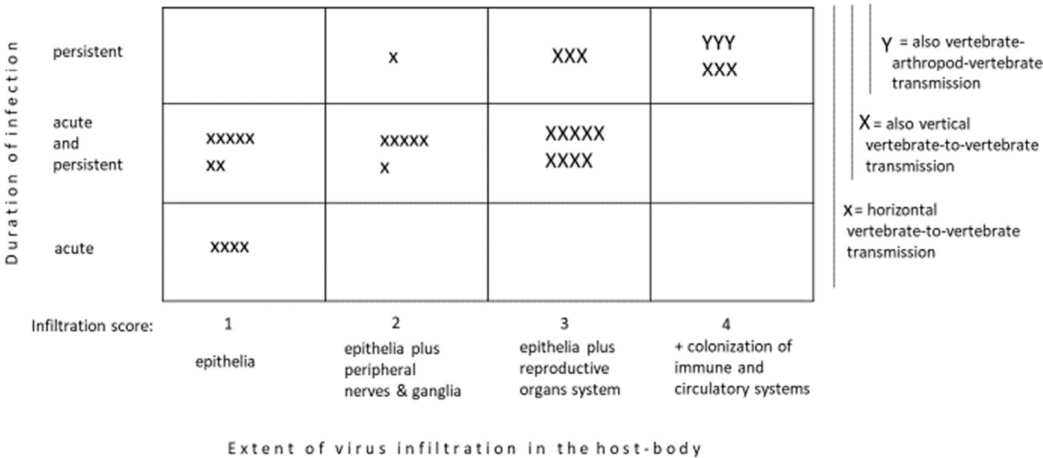 Duration of infection
persistent
x
XXX
YYY
XXX
acute
and
persistent
xxxxx
xx
xxxxx
x
XXXXX
XXXX
acute
xxxx
Y = also vertebrate-
arthropod-vertebrate
transmission
X = also vertical
vertebrate-to-vertebrate
transmission
x= horizontal
vertebrate-to-vertebrate
transmission
Infiltration score:
1
2
3
4
epithelia
epithelia plus
peripheral
nerves & ganglia
epithelia plus
reproductive
organs system
+ colonization of
immune and
circulatory systems
Extent of virus infiltration in the host-body